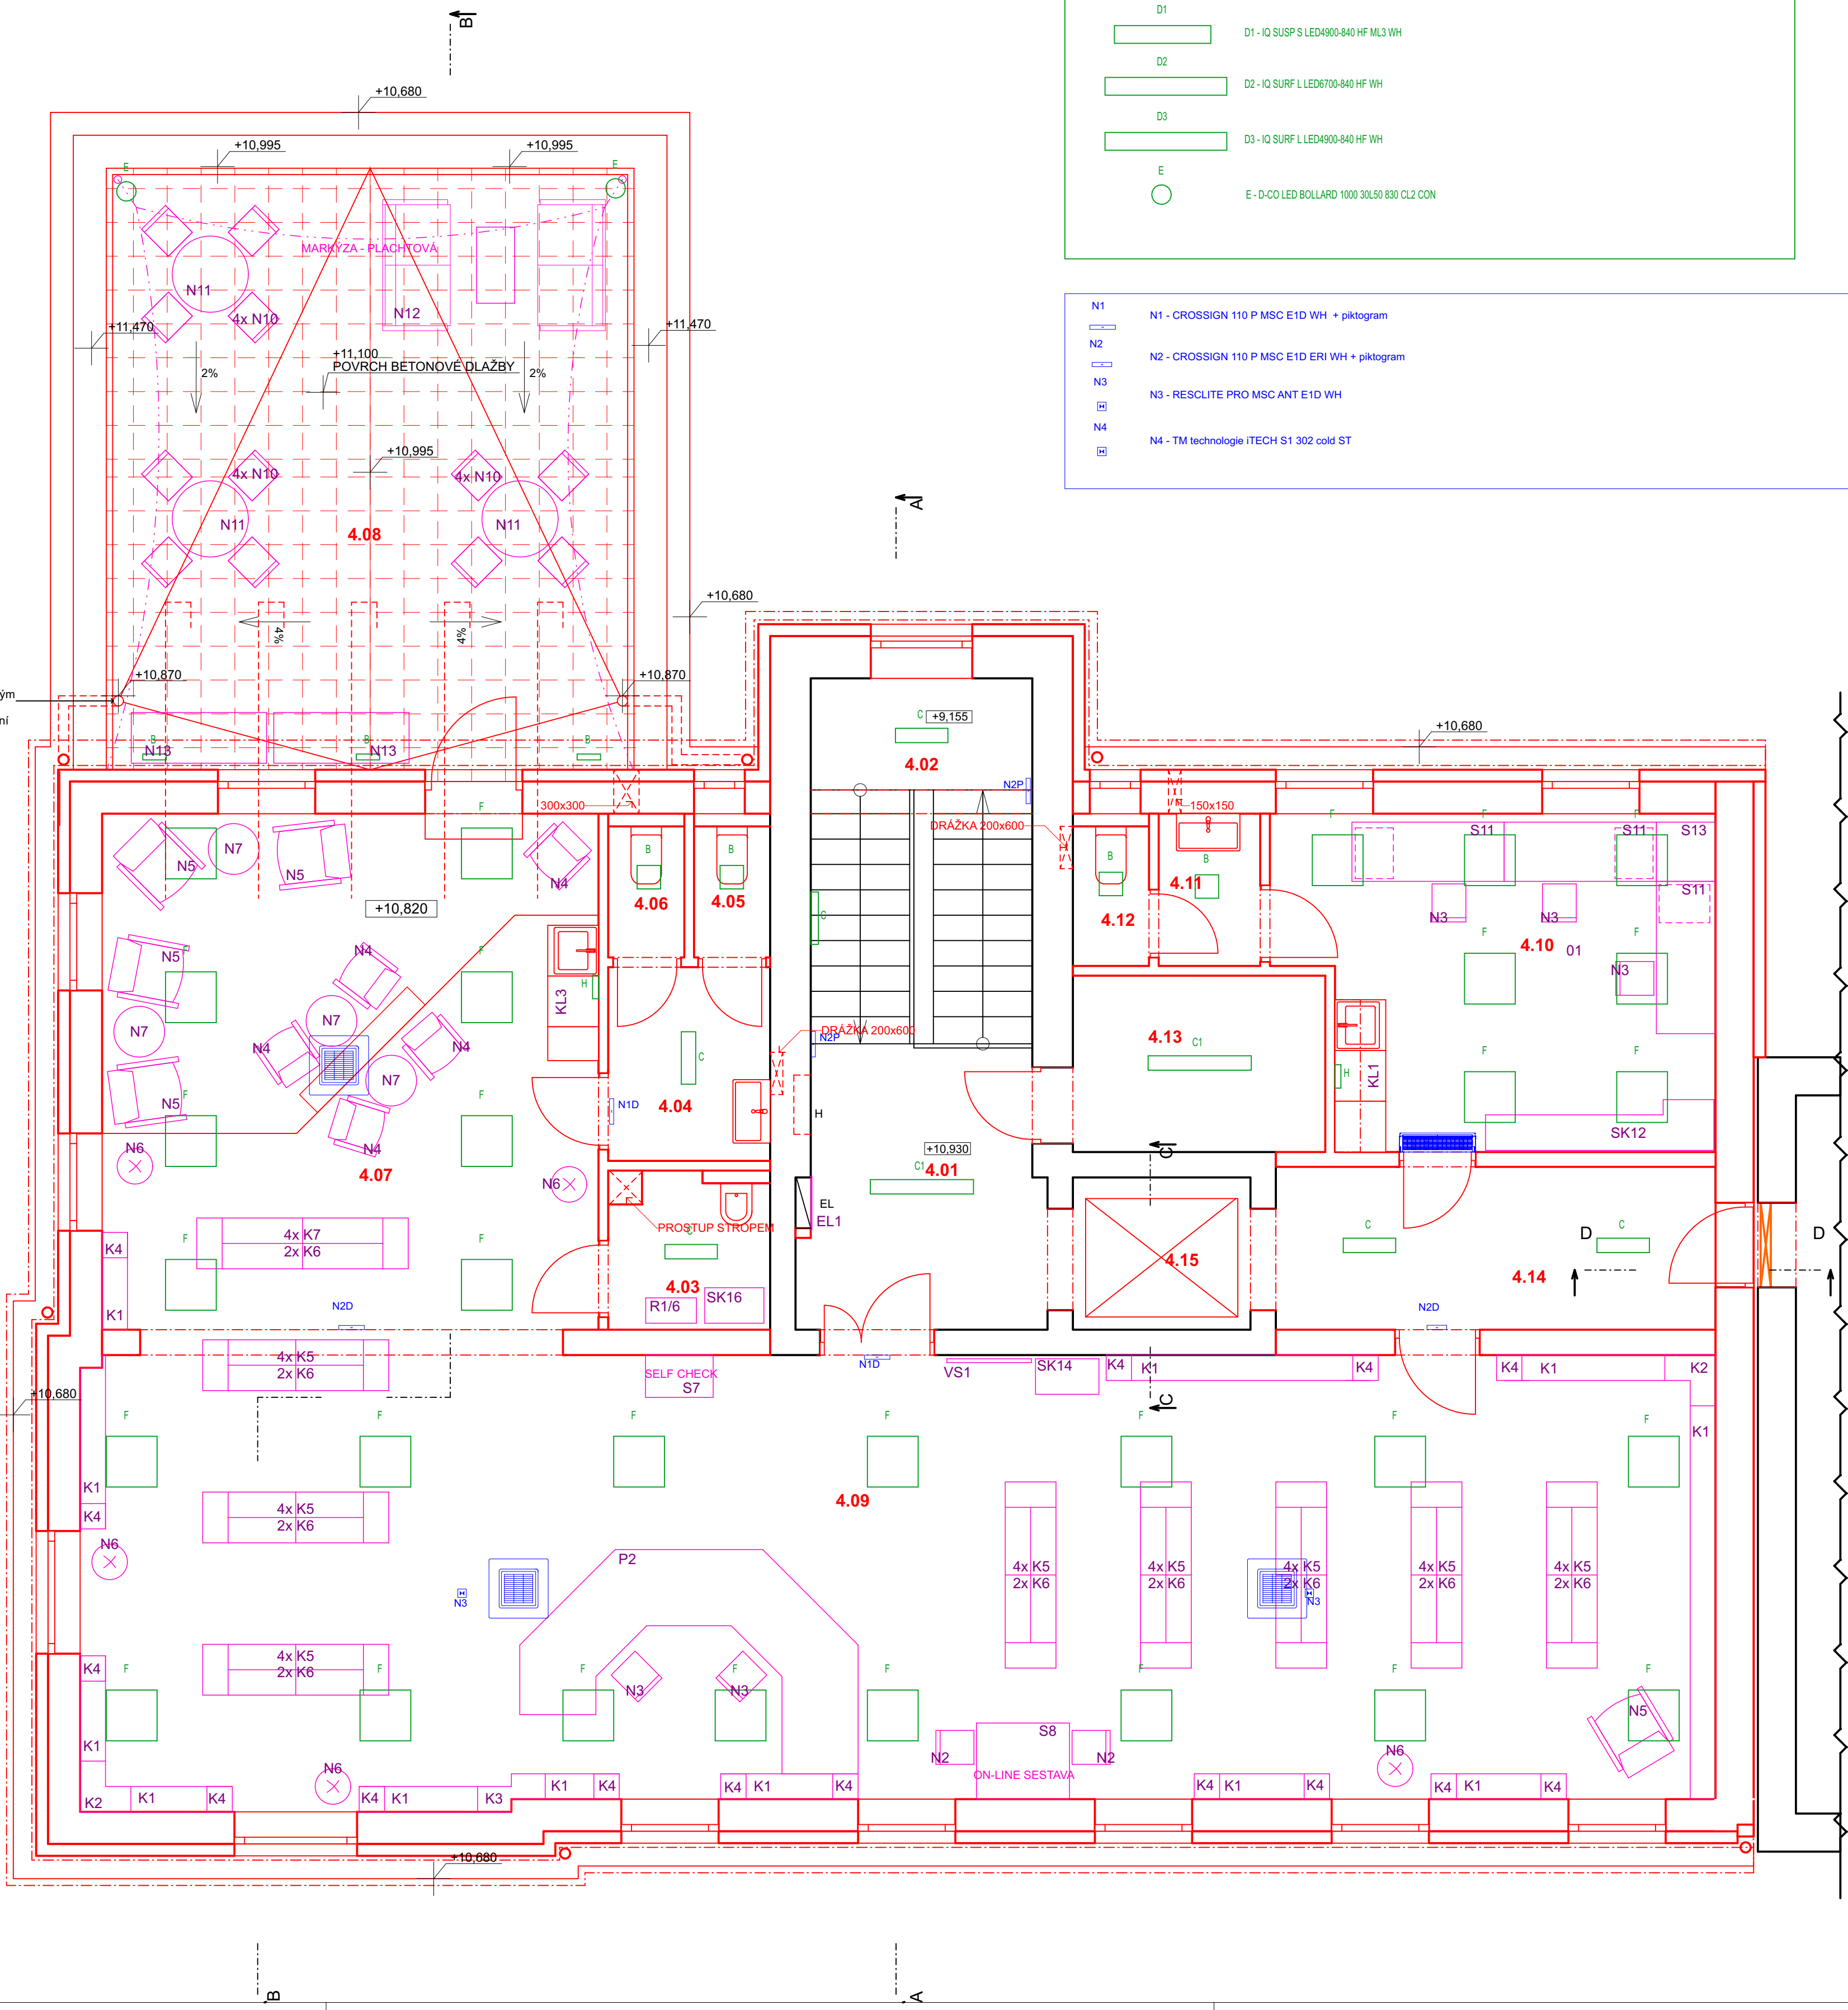 D1
D1 - IQ SUSP S LED4900-840 HF ML3 WH
D2
D2 - IQ SURF L LED6700-840 HF WH
D3
D3 - IQ SURF L LED4900-840 HF WH
E
E - D-CO LED BOLLARD 1000 30L50 830 CL2 CON
N1
N1 - CROSSIGN 110 P MSC E1D WH + piktogram
N2
N2 - CROSSIGN 110 P MSC E1D ERI WH + piktogram
N3
N3 - RESCLITE PRO MSC ANT E1D WH
N4
N4 - TM technologie iTECH S1 302 cold ST
B
+10,680
+10,995 +10,995
E E
MARKÝZA - PLACHTOVÁ
N11
4x N10
N12
+11,470 +11,470
+11,100
POVRCH BETONOVÉ DLAŽBY
2% 2%
+10,995
4x N10 4x N10
N11 N11
4.08
A
+10,680
4% 4%
+10,870 +10,870
ým
ní
B B B
N13 N13
C +9,155
4.02
+10,680
N2P
300x300
150x150
DRÁŽKA 200x600
F F F F
S11 S11 S13
N5 N7 N5 N4
B B B B
4.06 4.05
4.11
4.12
S11
N3 N3
+10,820
C
4.10
01
F F F F
N5 N4
N3
KL3
H
N7 N7
DRÁŽKA 200x600
N2P
C
4.13
C1
F F
N4 N4
N7
H
KL1
F F
N5
N1D
4.04
H
N4
SK12
+10,930
C1
4.01
C
N6
4.07
N6
EL
EL1
PROSTUP STROPEM
C
F F
4x K7
2x K6
K4
K1
4.03
R1/6
SK16
4.15
C C
D D
4.14
N2D
N2D
4x K5
2x K6
SELF CHECK
S7
N1D
VS1
SK14
K4 K1 K4
K4 K1 K2
C
+10,680
F F F F F F F
K1
K1
K4
4x K5
2x K6
4.09
N6
P2
4x K5 4x K5 4x K5 4x K5 4x K5
2x K6 2x K6 2x K6 2x K6 2x K6
N3 N3
K4
4x K5
2x K6
F F F F F F F F
N3 N3
N5
K1
S8
N2 N2
N6
N6
ON-LINE SESTAVA
K2 K1 K4 K4 K1 K3 K1 K4 K4 K1 K4 K4 K1 K4 K4 K1 K4
+10,680
B
A